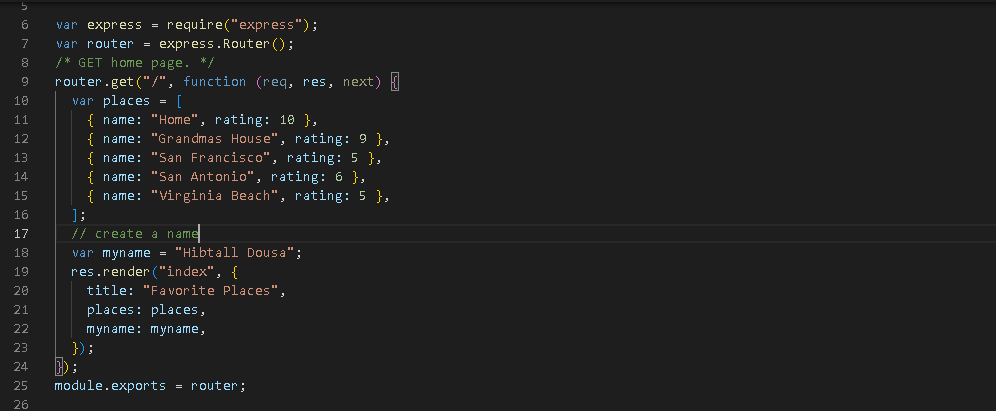 5
6 var express = require("express");
7 var router = express.Router();
8 /* GET home page. */
9 router.get("/", function (req, res, next) {
10   var places = [
11     { name: "Home", rating: 10 },
12     { name: "Grandmas House", rating: 9 },
13     { name: "San Francisco", rating: 5 },
14     { name: "San Antonio", rating: 6 },
15     { name: "Virginia Beach", rating: 5 },
16   ];
17   // create a name
18   var myname = "Hibtall Dousa";
19   res.render("index", {
20     title: "Favorite Places",
21     places: places,
22     myname: myname,
23   });
24 });
25 module.exports = router;
26